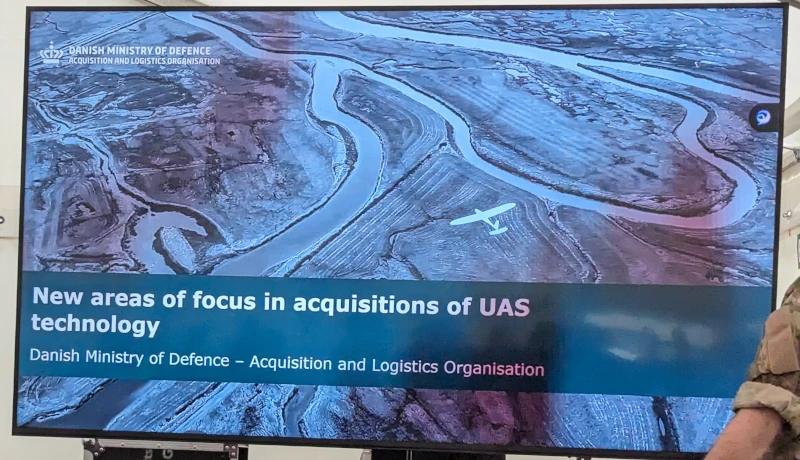 DANISH MINISTRY OF DEFENCE
ACQUISITION AND LOGISTICS ORGANISATION
New areas of focus in acquisitions of UAS
technology
Danish Ministry of Defence – Acquisition and Logistics Organisation